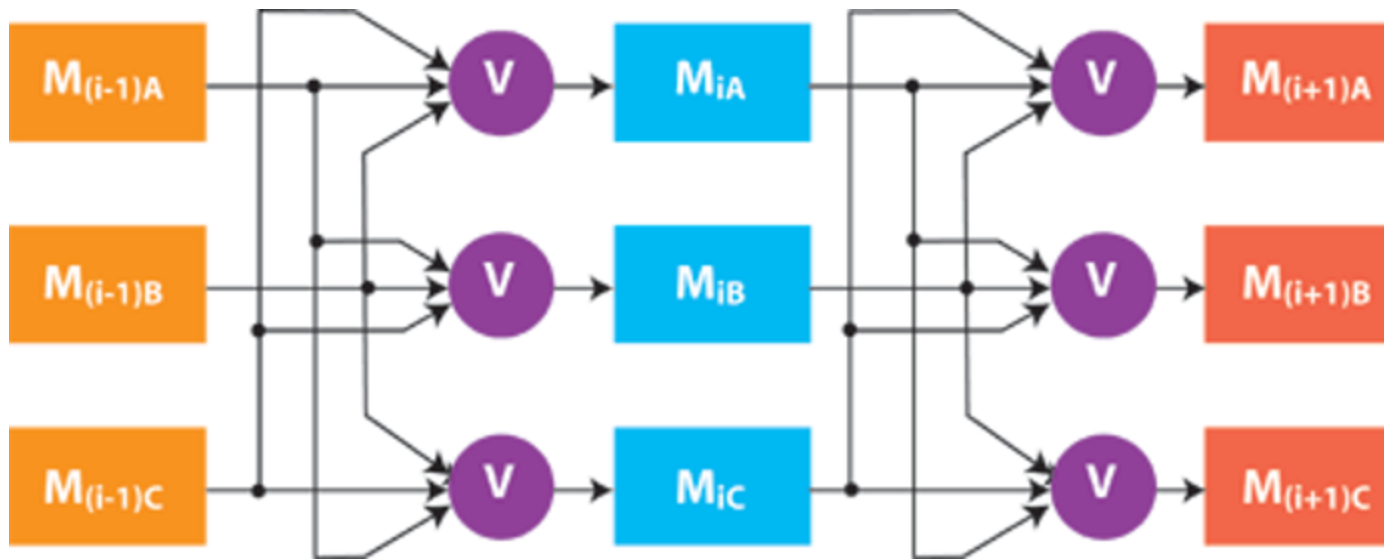 M(i-1)A V MiA V M(i+1)A
M(i-1)B V MiB V M(i+1)B
M(i-1)C V MiC V M(i+1)C